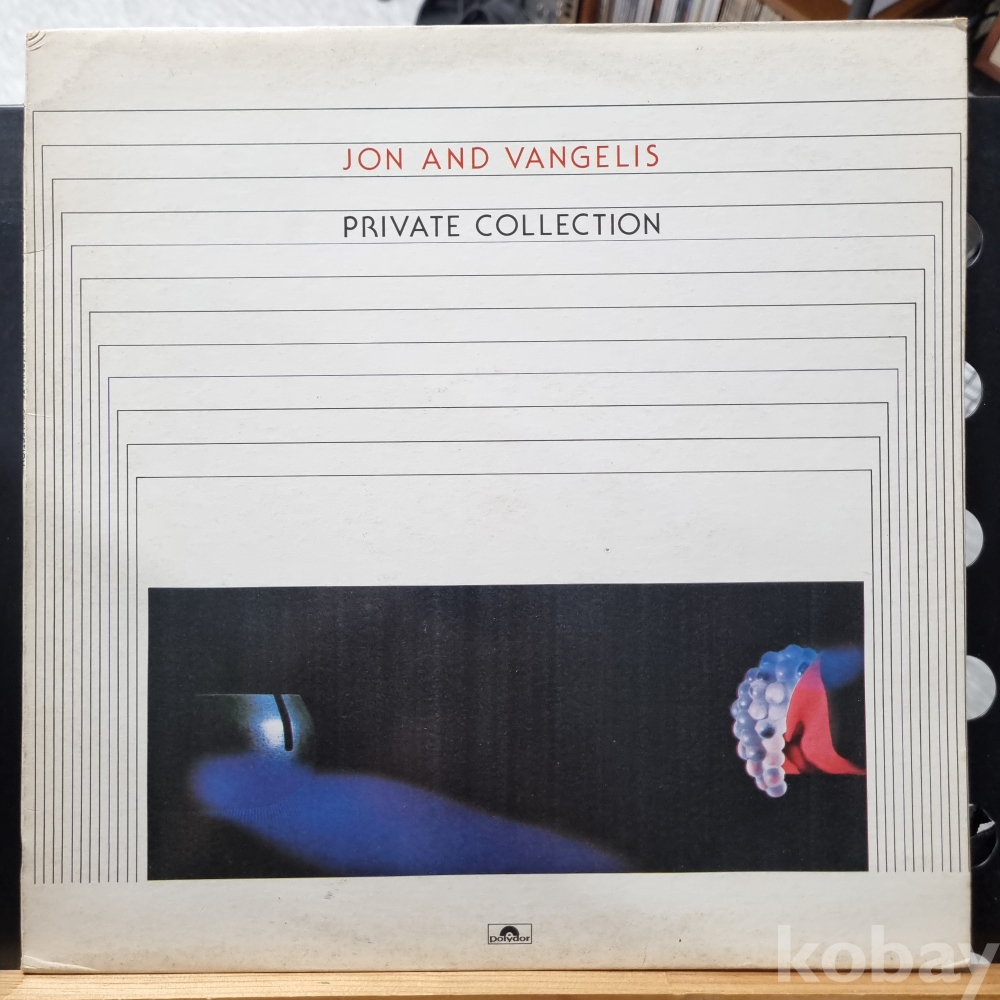 JON AND VANGELIS
PRIVATE COLLECTION
Polydor
kobay